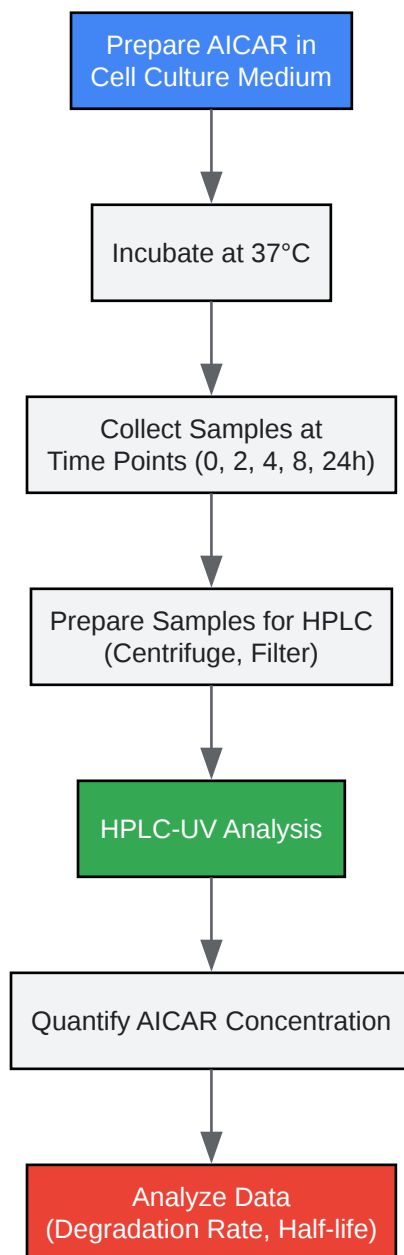 Prepare AICAR in
Cell Culture Medium
Incubate at 37°C
Collect Samples at
Time Points (0, 2, 4, 8, 24h)
Prepare Samples for HPLC
(Centrifuge, Filter)
HPLC-UV Analysis
Quantify AICAR Concentration
Analyze Data
(Degradation Rate, Half-life)